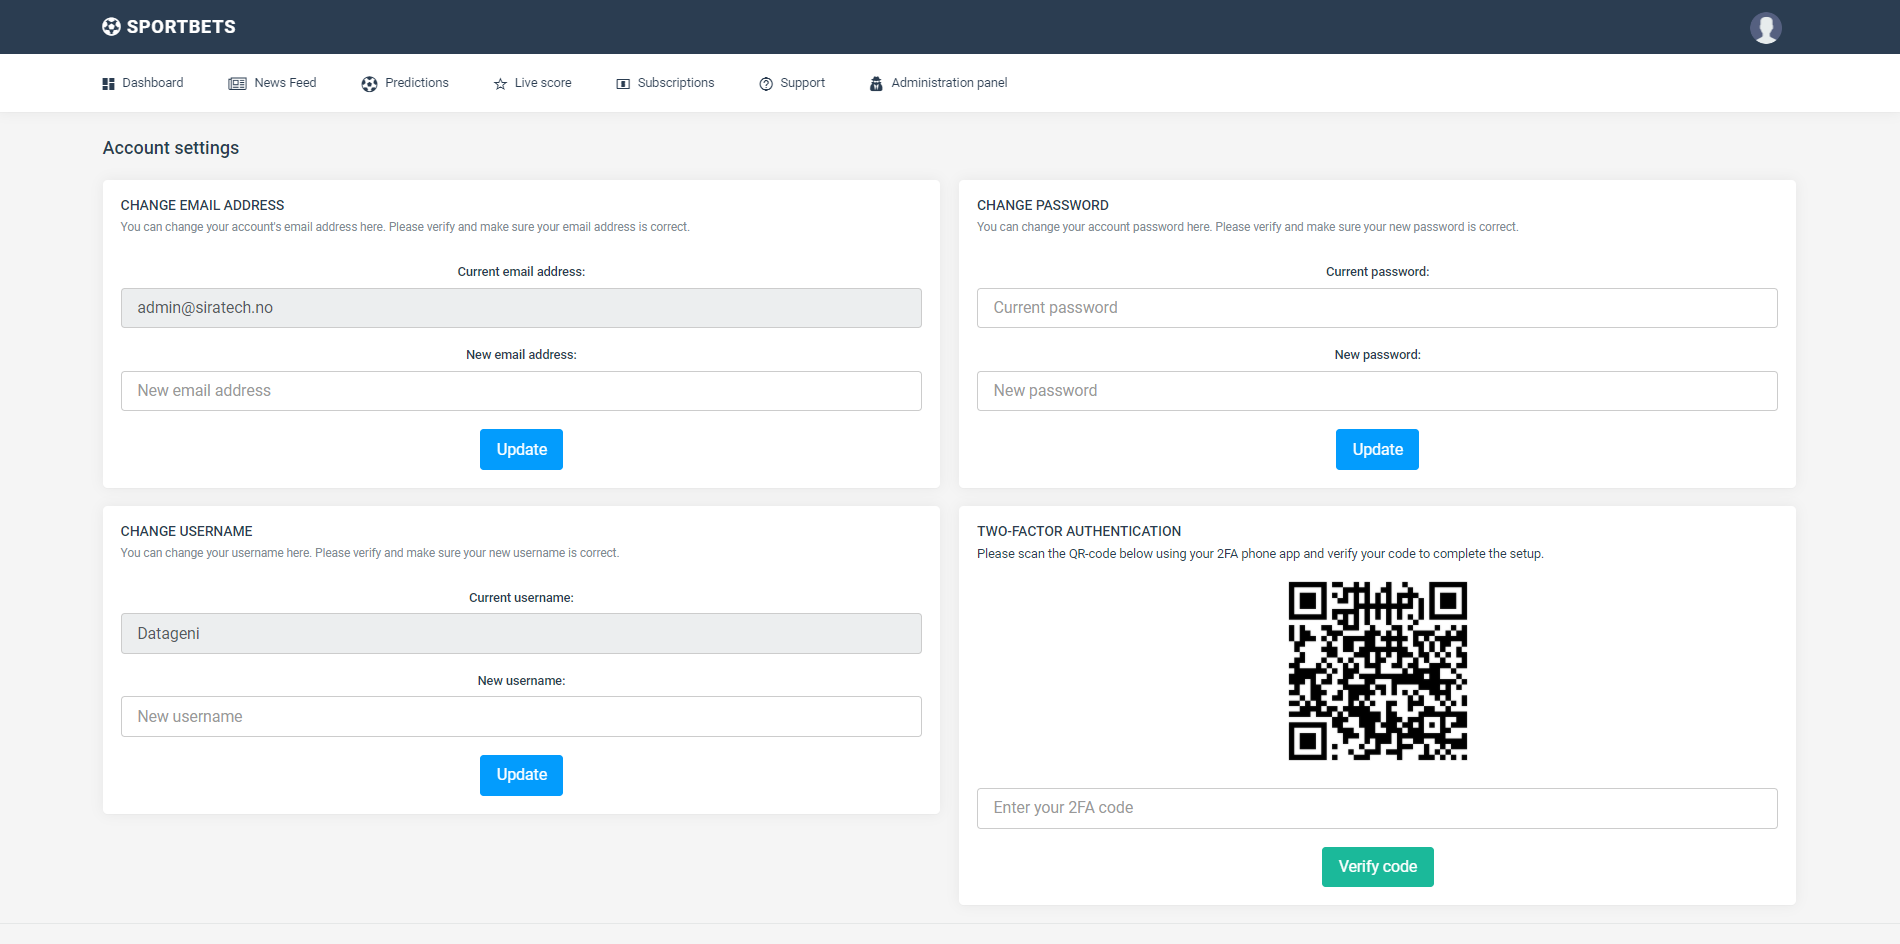 SPORTBETS
Dashboard
News Feed
Predictions
Live score
Subscriptions
Support
Administration panel
Account settings
CHANGE EMAIL ADDRESS
You can change your account's email address here. Please verify and make sure your email address is correct.
Current email address:
admin@siratech.no
New email address:
New email address
Update
CHANGE PASSWORD
You can change your account password here. Please verify and make sure your new password is correct.
Current password:
Current password
New password:
New password
Update
CHANGE USERNAME
You can change your username here. Please verify and make sure your new username is correct.
Current username:
Datageni
New username:
New username
Update
TWO-FACTOR AUTHENTICATION
Please scan the QR-code below using your 2FA phone app and verify your code to complete the setup.
Enter your 2FA code
Verify code